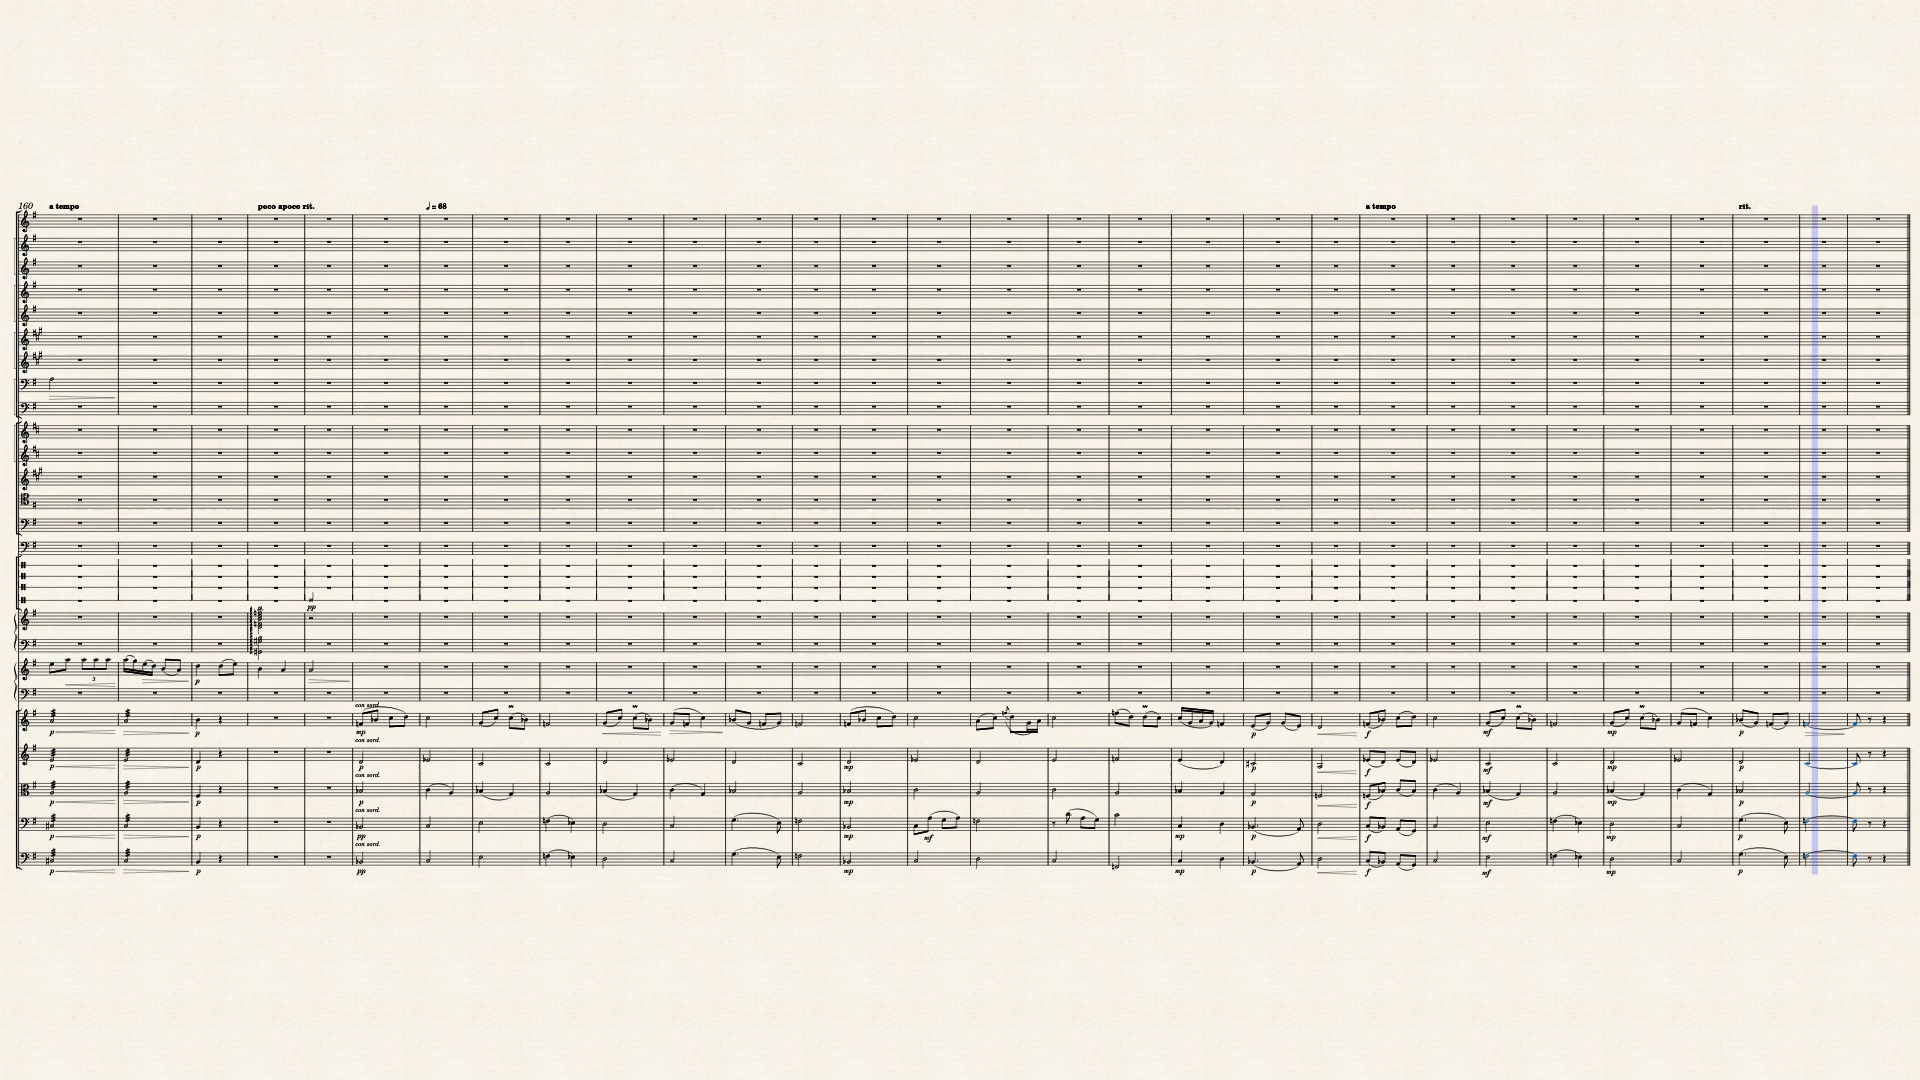 160 a tempo poco apoco rit. ♩ = 68 a tempo rit.
pp
3
p
con sord.
p p p mp f mf mp p
con sord.
p p p mp p f mf mp p
con sord.
p p p mp p f mf mp p
con sord.
p p pp mp mf mp p f mf mp p
con sord.
p p pp mp mp p f mf mp p